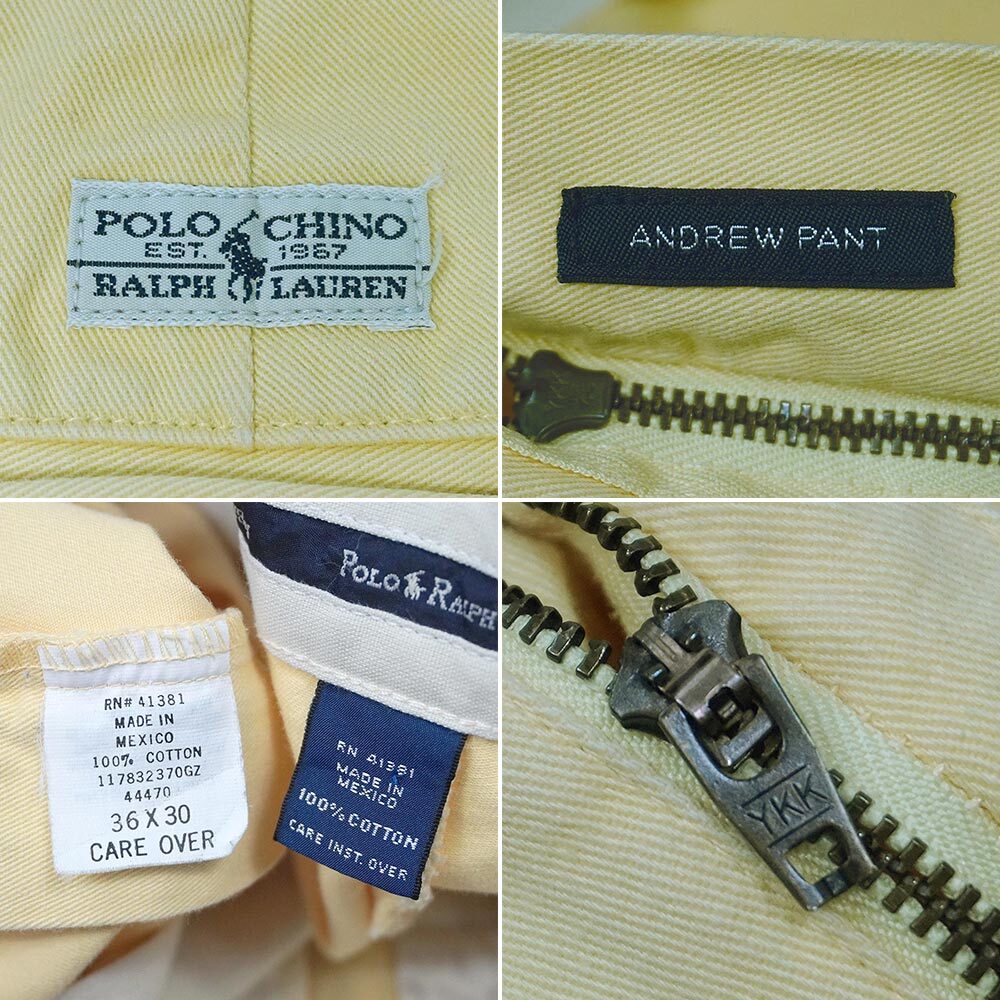 POLO CHINO
EST. 1967
RALPH LAUREN
ANDREW PANT
YKK
POLO RALPH
RN# 41381
MADE IN
MEXICO
100% COTTON
117832370GZ
44470
36 X 30
CARE OVER
RN 41381
MADE IN
MEXICO
100% COTTON
CARE INST. OVER
YKK